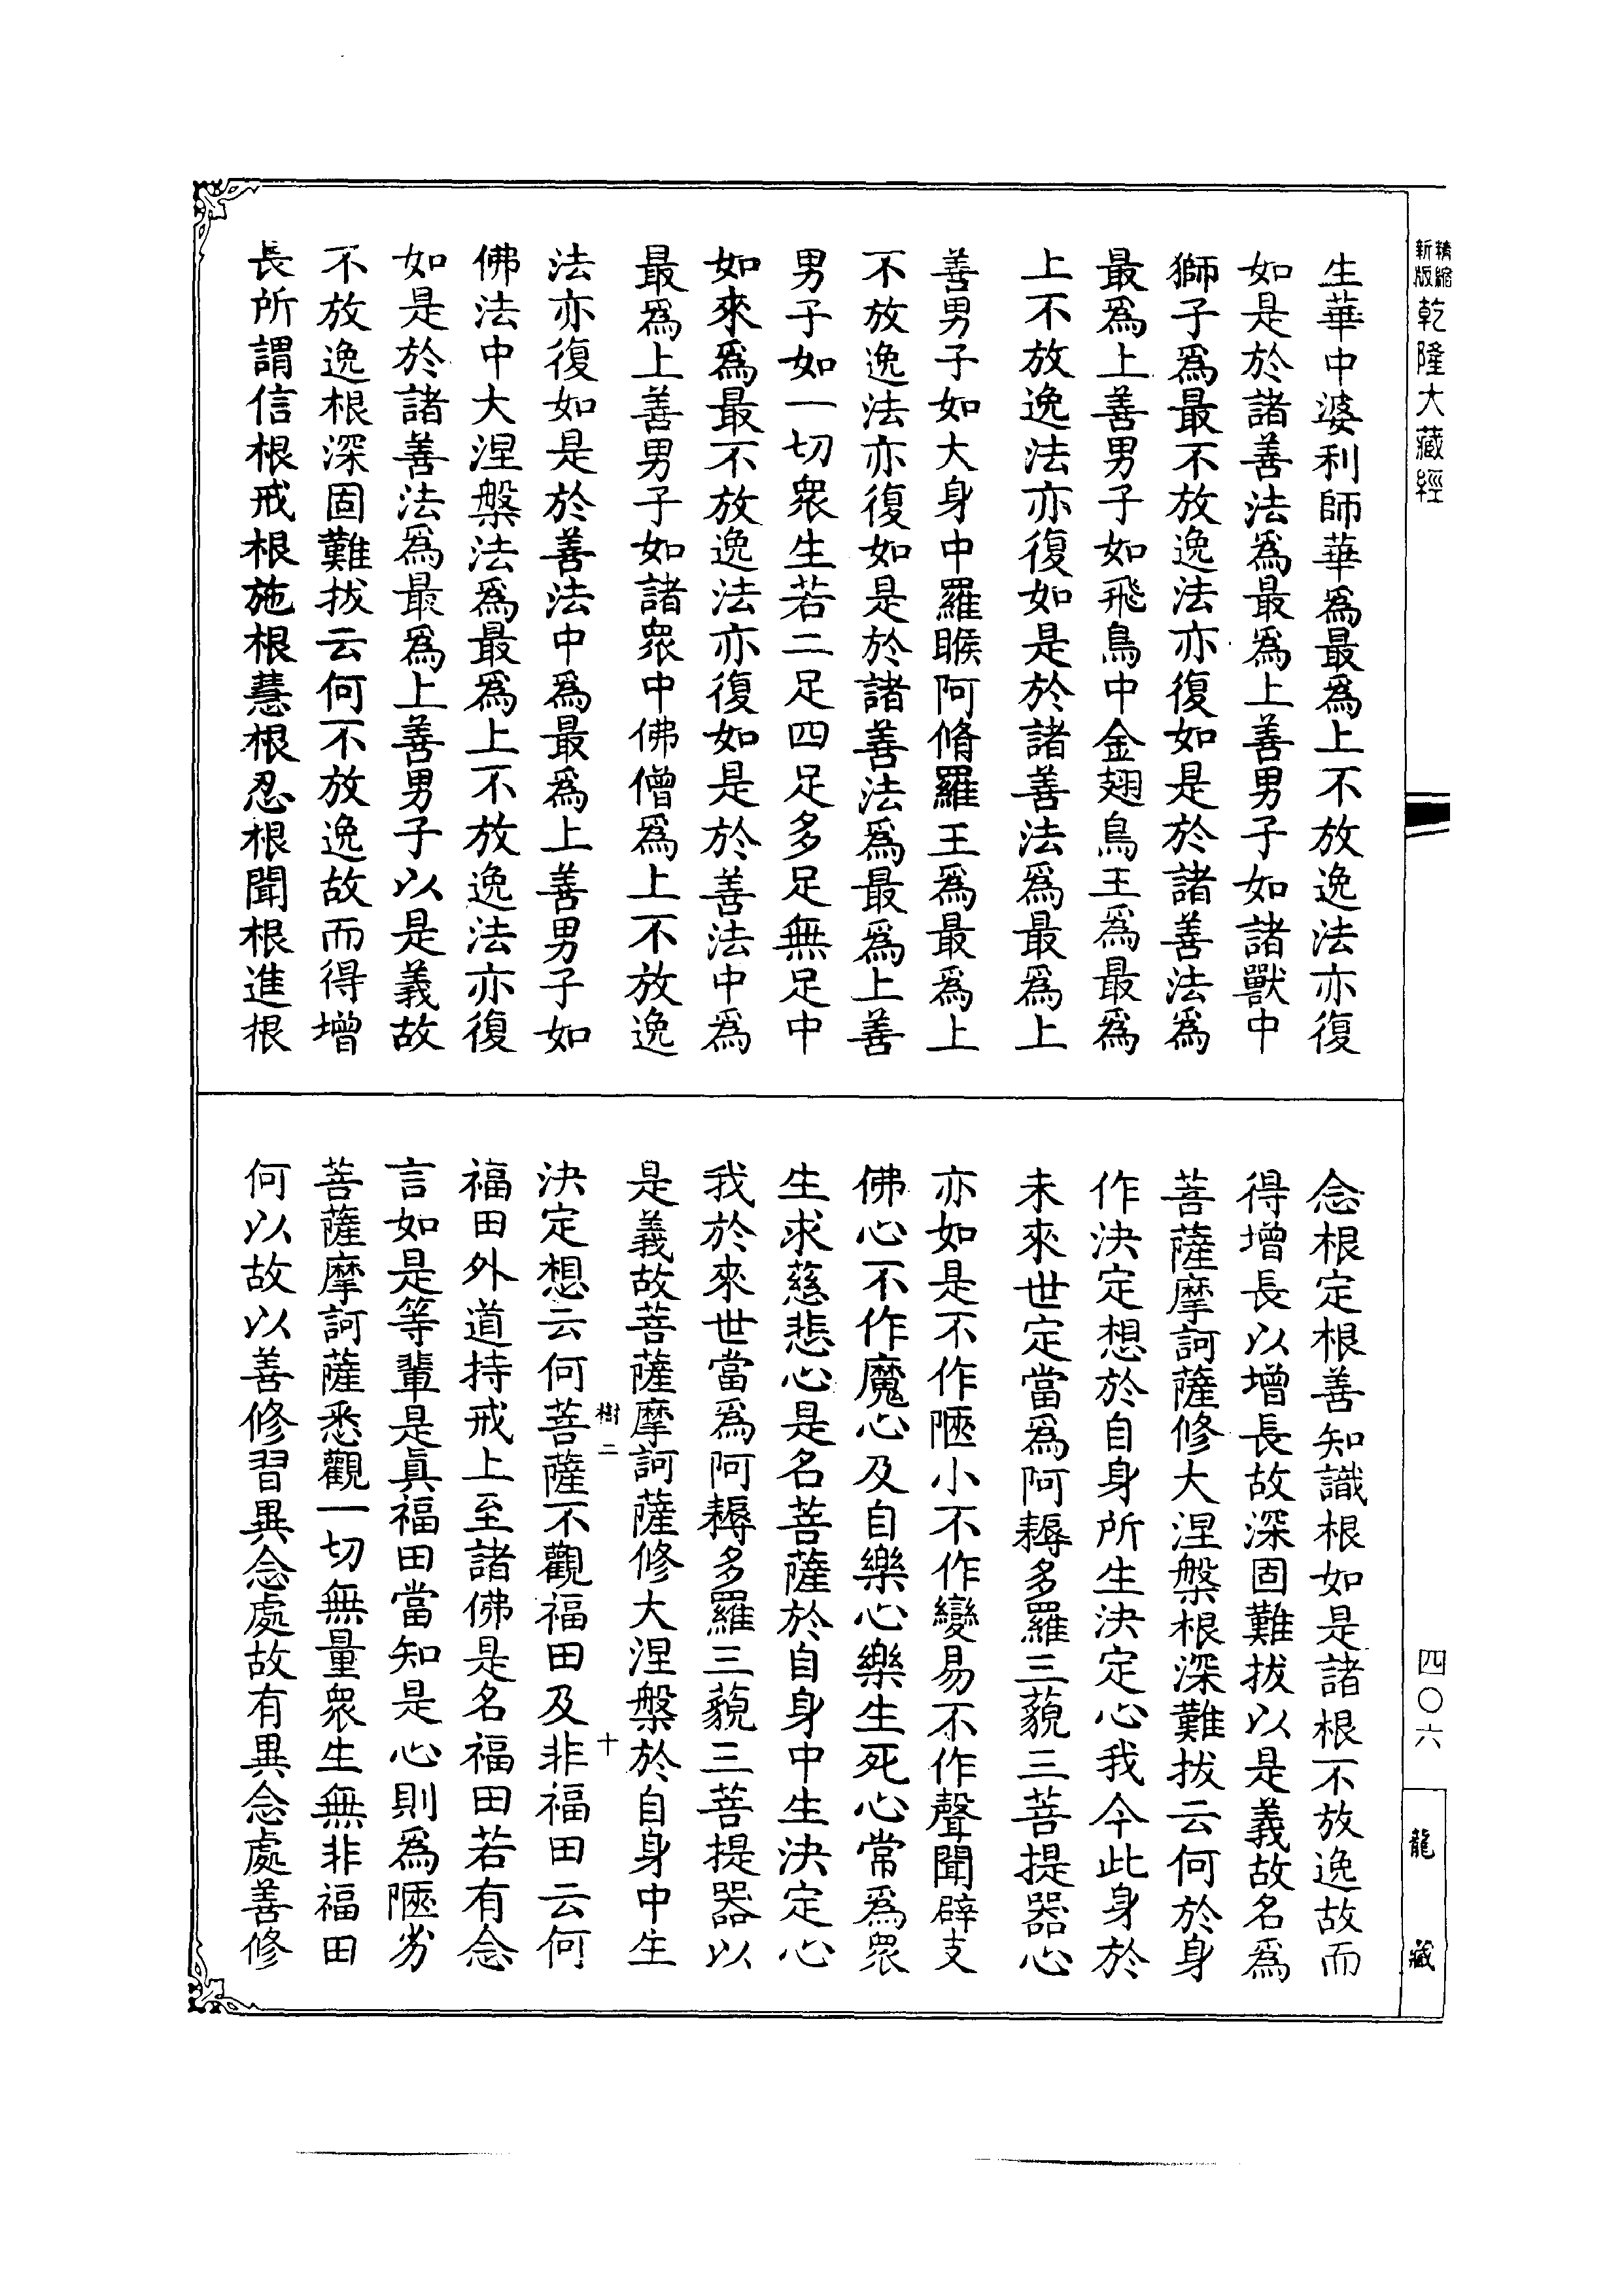 精縮新版乾隆大藏經
四〇六
龍藏
生華中婆利師華爲最爲上不放逸法亦復
如是於諸善法爲最爲上善男子如諸獸中
獅子爲最不放逸法亦復如是於諸善法爲
最爲上善男子如飛鳥中金翅鳥王爲最爲
上不放逸法亦復如是於諸善法爲最爲上
善男子如大身中羅睺阿脩羅王爲最爲上
不放逸法亦復如是於諸善法爲最爲上善
男子如一切衆生若二足四足多足無足中
如來爲最不放逸法亦復如是於善法中爲
最爲上善男子如諸衆中佛僧爲上不放逸
法亦復如是於善法中爲最爲上善男子如
佛法中大涅槃法爲最爲上不放逸法亦復
如是於諸善法爲最爲上善男子以是義故
不放逸根深固難拔云何不放逸故而得增
長所謂信根戒根施根慧根忍根聞根進根
念根定根善知識根如是諸根不放逸故而
得增長以增長故深固難拔以是義故名爲
菩薩摩訶薩修大涅槃根深難拔云何於身
作決定想於自身所生決定心我今此身於
未來世定當爲阿耨多羅三藐三菩提器心
亦如是不作陿小不作變易不作聲聞辟支
佛心不作魔心及自樂心樂生死心常爲衆
生求慈悲心是名菩薩於自身中生決定心
我於來世當爲阿耨多羅三藐三菩提器以
是義故菩薩摩訶薩修大涅槃於自身中生
樹二　十
決定想云何菩薩不觀福田及非福田云何
福田外道持戒上至諸佛是名福田若有念
言如是等輩是眞福田當知是心則爲陿劣
菩薩摩訶薩悉觀一切無量衆生無非福田
何以故以善修習異念處故有異念處善修